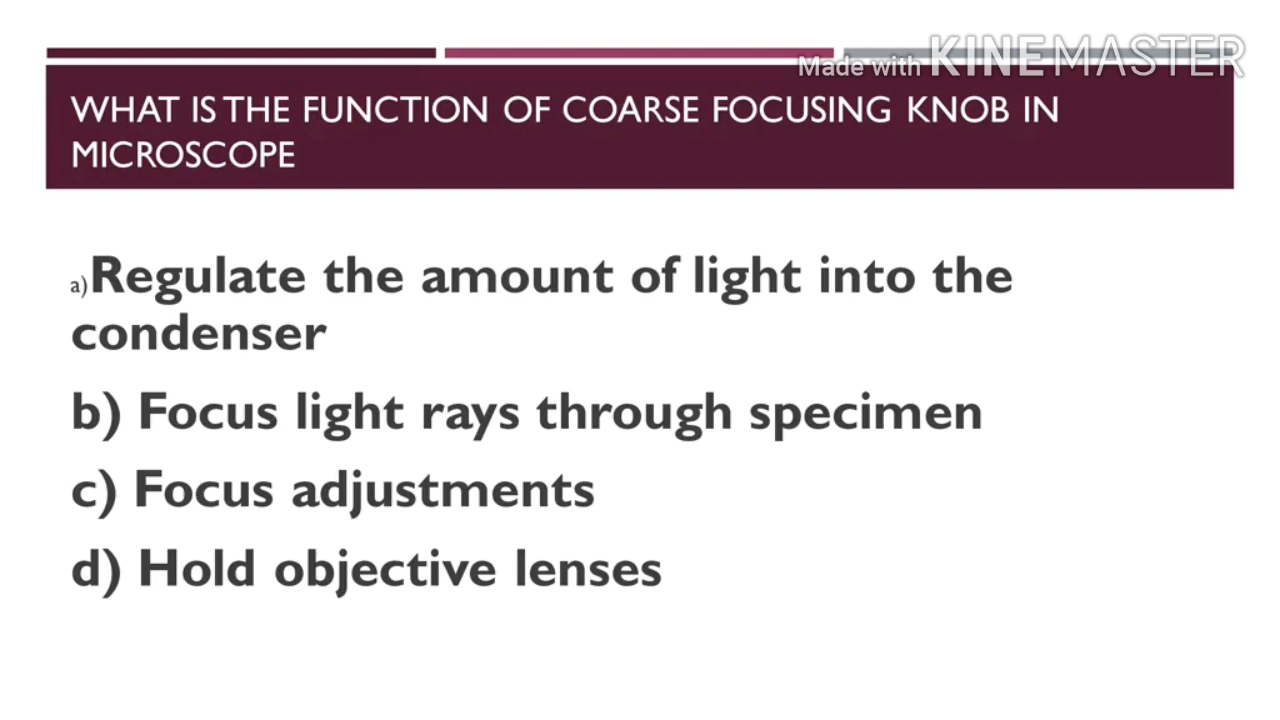 Made with KINEMASTER
WHAT IS THE FUNCTION OF COARSE FOCUSING KNOB IN
MICROSCOPE
a)Regulate the amount of light into the
condenser
b) Focus light rays through specimen
c) Focus adjustments
d) Hold objective lenses